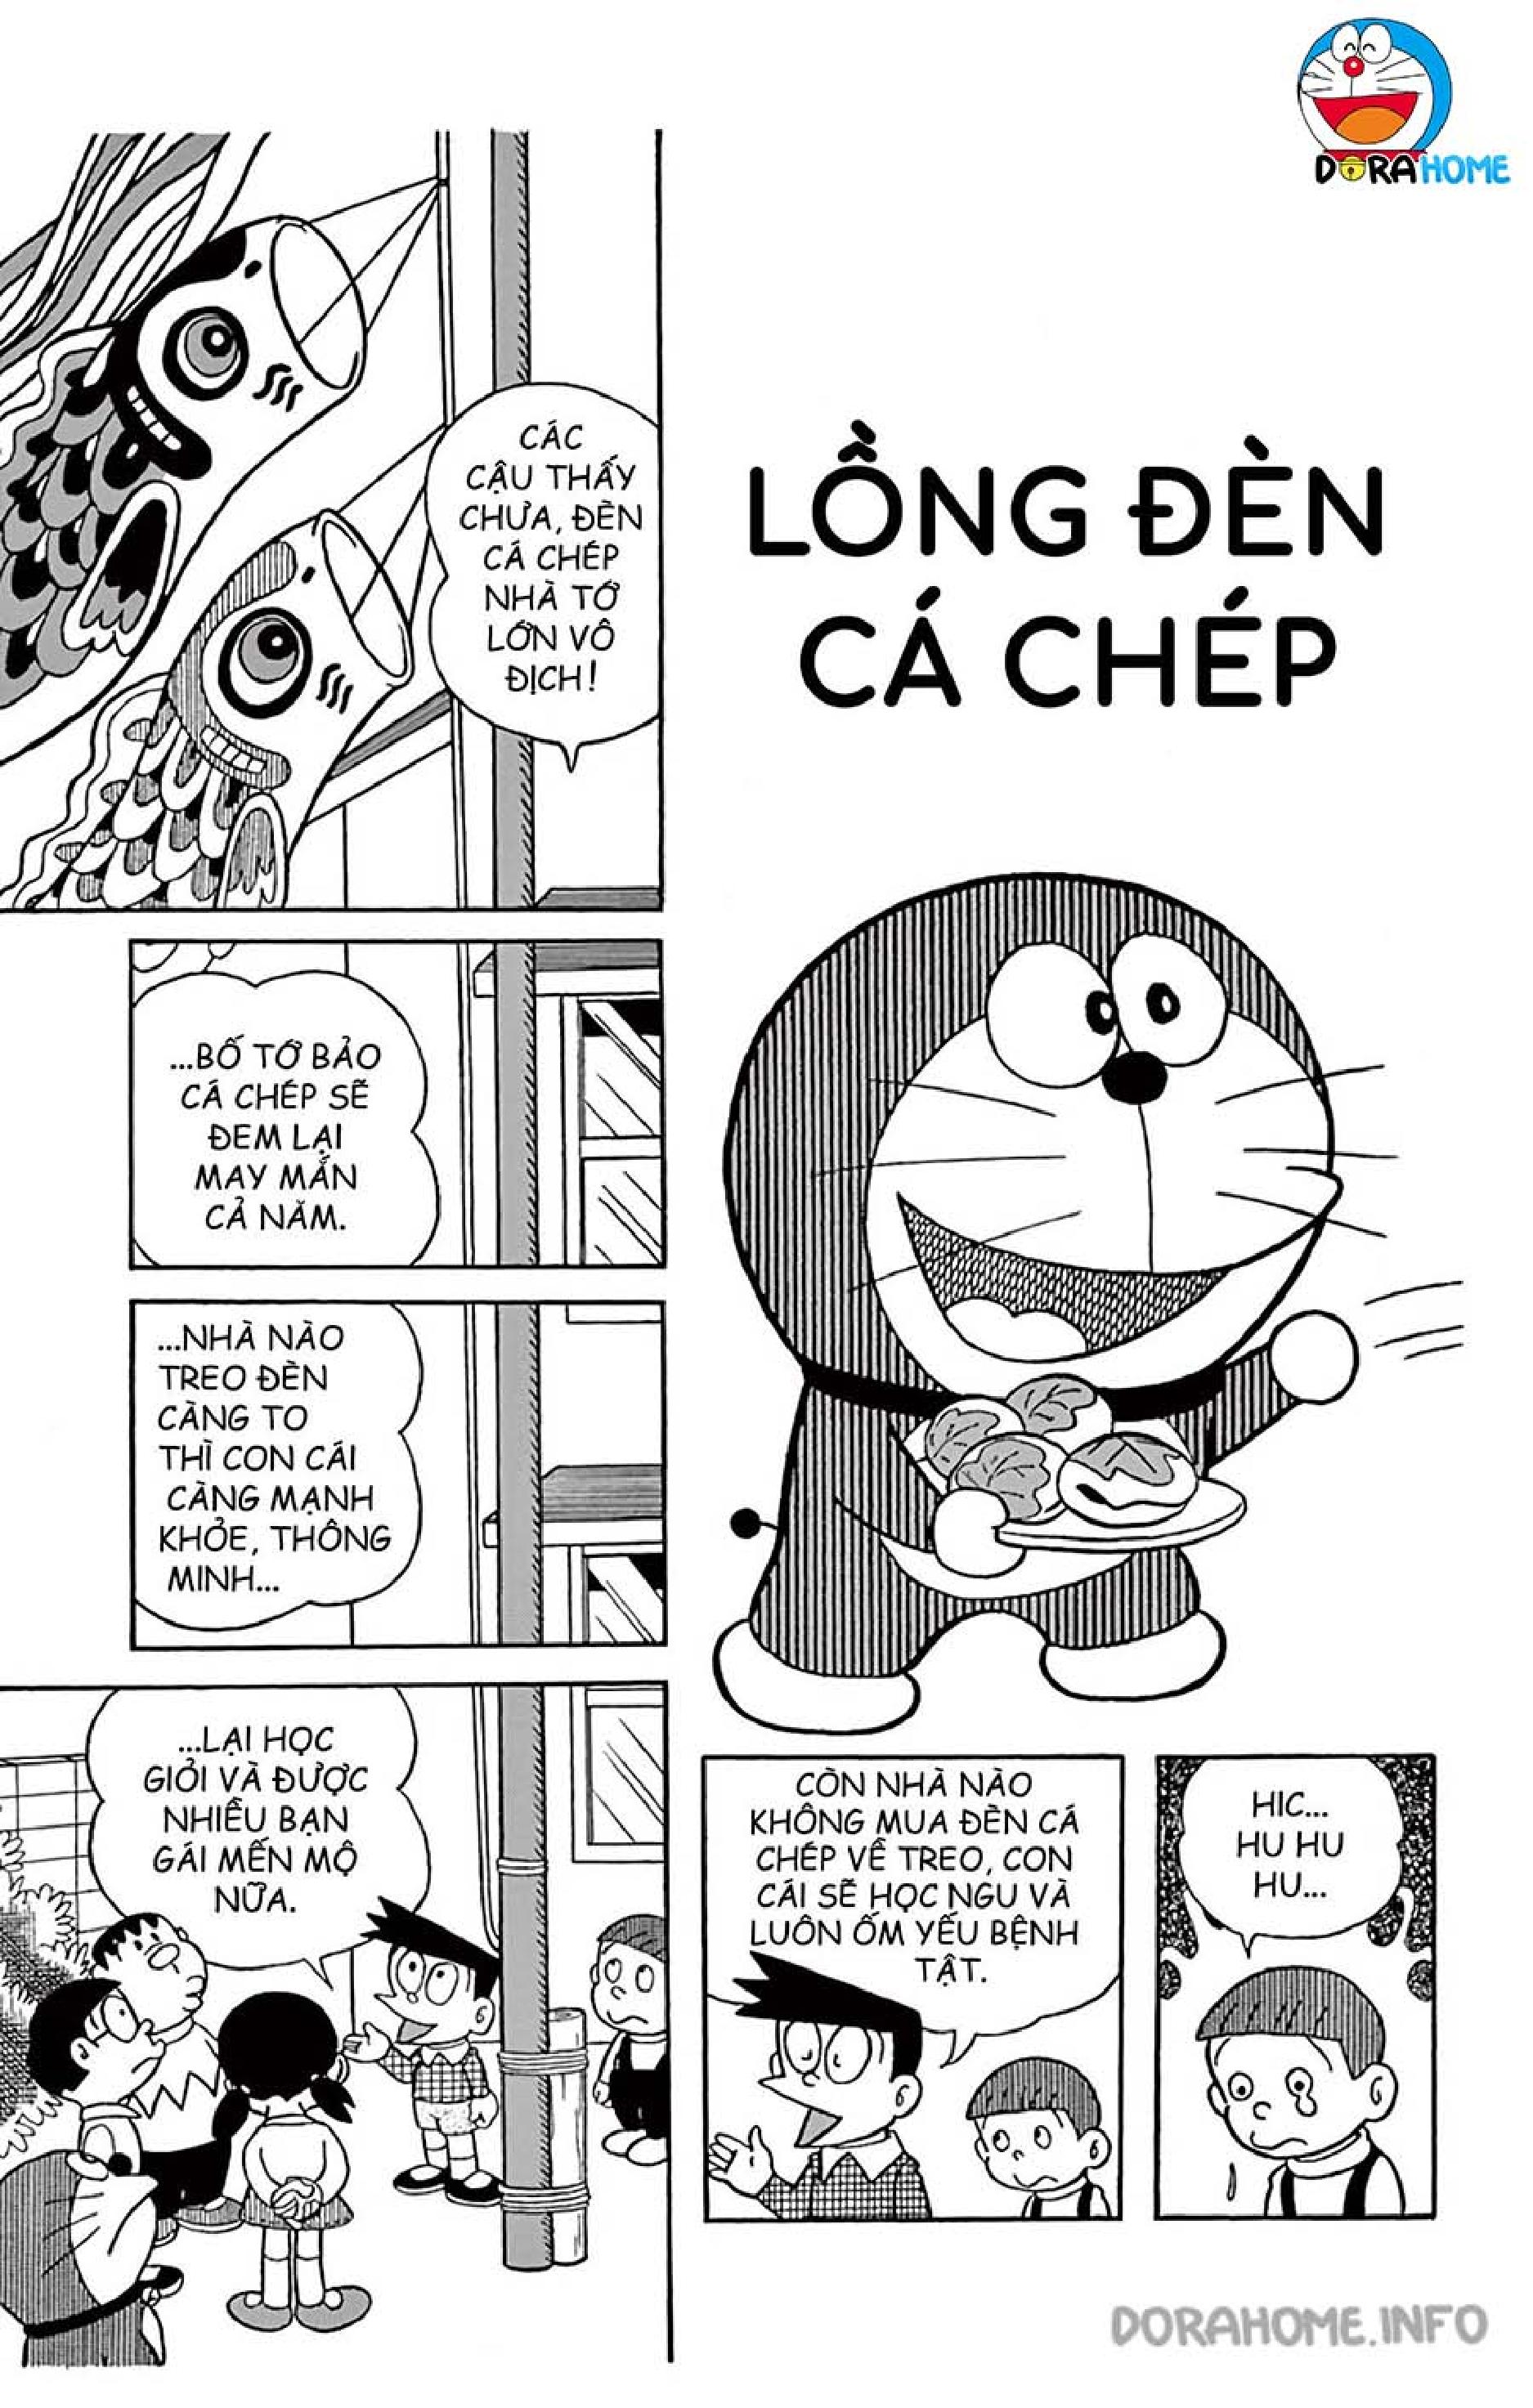 DORAHOME
LỒNG ĐÈN
CÁ CHÉP
CÁC
CẬU THẤY
CHƯA, ĐÈN
CÁ CHÉP
NHÀ TỚ
LỚN VÔ
ĐỊCH!
...BỐ TỚ BẢO
CÁ CHÉP SẼ
ĐEM LẠI
MAY MẮN
CẢ NĂM.
...NHÀ NÀO
TREO ĐÈN
CÀNG TO
THÌ CON CÁI
CÀNG MẠNH
KHỎE, THÔNG
MINH...
...LẠI HỌC
GIỎI VÀ ĐƯỢC
NHIỀU BẠN
GÁI MẾN MỘ
NỮA.
CÒN NHÀ NÀO
KHÔNG MUA ĐÈN CÁ
CHÉP VỀ TREO, CON
CÁI SẼ HỌC NGU VÀ
LUÔN ỐM YẾU BỆNH
TẬT.
HIC...
HU HU
HU...
DORAHOME.INFO